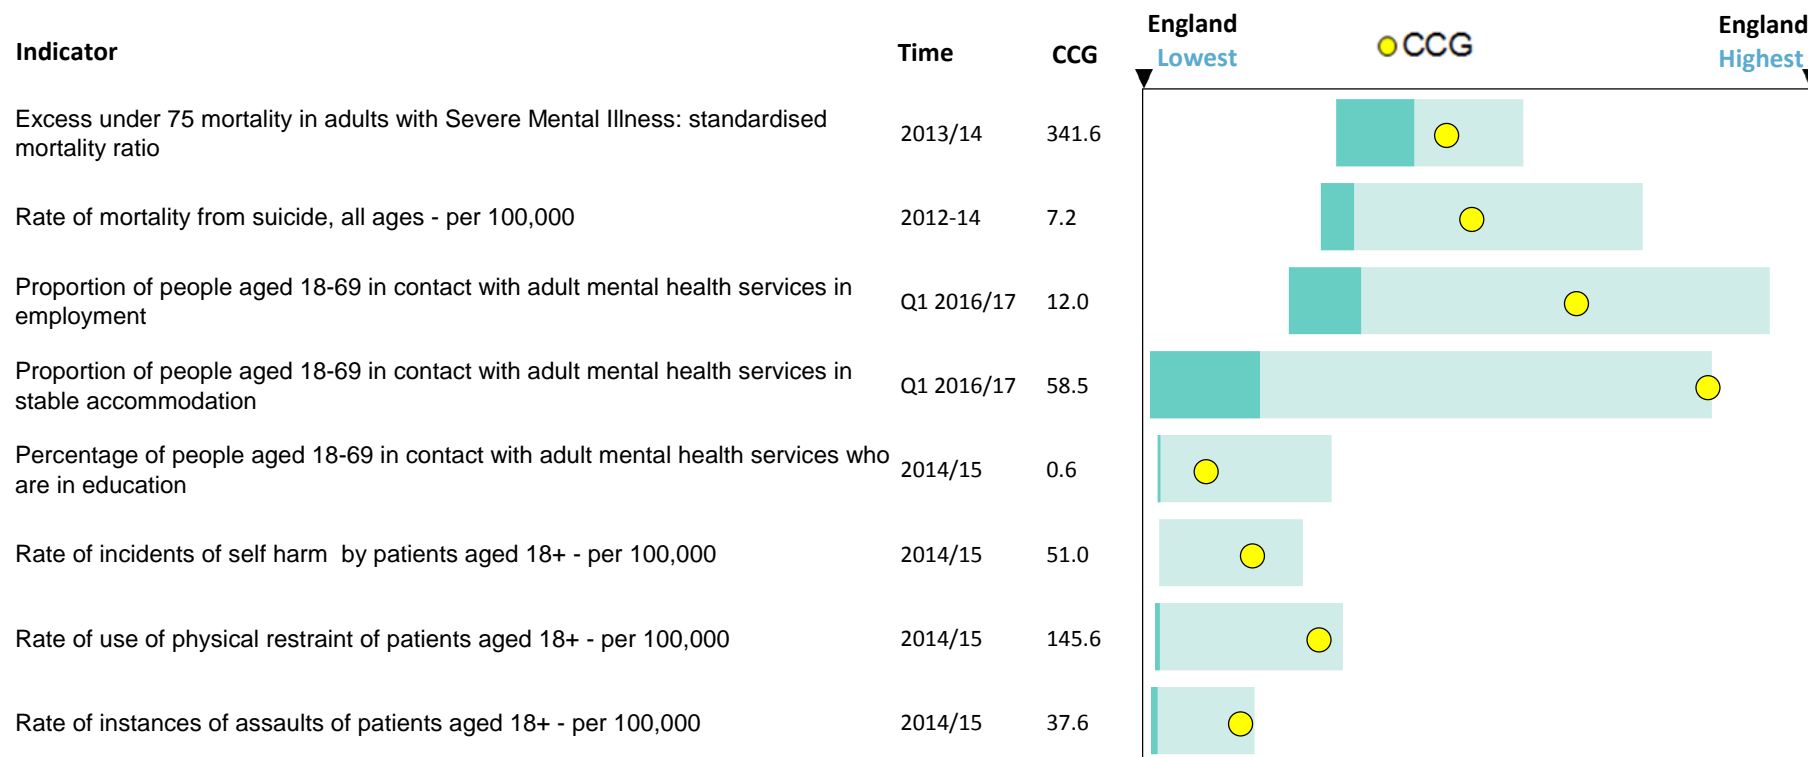 England England
Indicator Time CCG Lowest CCG Highest
Excess under 75 mortality in adults with Severe Mental Illness: standardised
mortality ratio 2013/14 341.6
Rate of mortality from suicide, all ages - per 100,000 2012-14 7.2
Proportion of people aged 18-69 in contact with adult mental health services in
employment Q1 2016/17 12.0
Proportion of people aged 18-69 in contact with adult mental health services in
stable accommodation Q1 2016/17 58.5
Percentage of people aged 18-69 in contact with adult mental health services who
are in education 2014/15 0.6
Rate of incidents of self harm  by patients aged 18+ - per 100,000 2014/15 51.0
Rate of use of physical restraint of patients aged 18+ - per 100,000 2014/15 145.6
Rate of instances of assaults of patients aged 18+ - per 100,000 2014/15 37.6